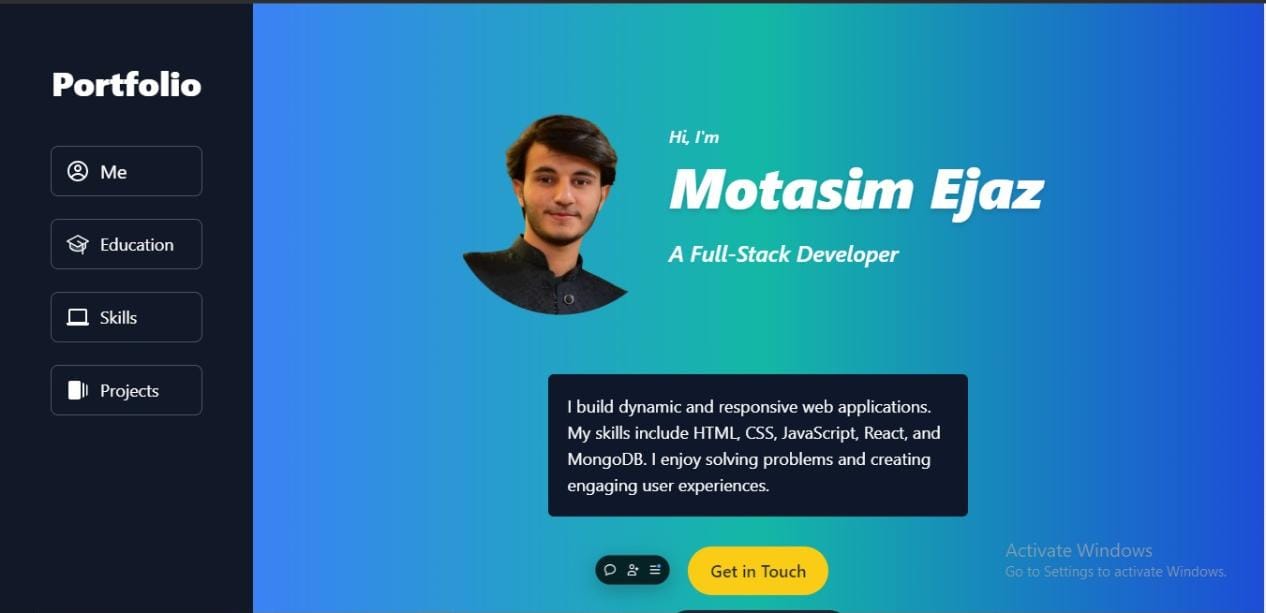 Portfolio
Me
Education
Skills
Projects
Hi, I'm
Motasim Ejaz
A Full-Stack Developer
I build dynamic and responsive web applications.
My skills include HTML, CSS, JavaScript, React, and
MongoDB. I enjoy solving problems and creating
engaging user experiences.
Get in Touch
Activate Windows
Go to Settings to activate Windows.